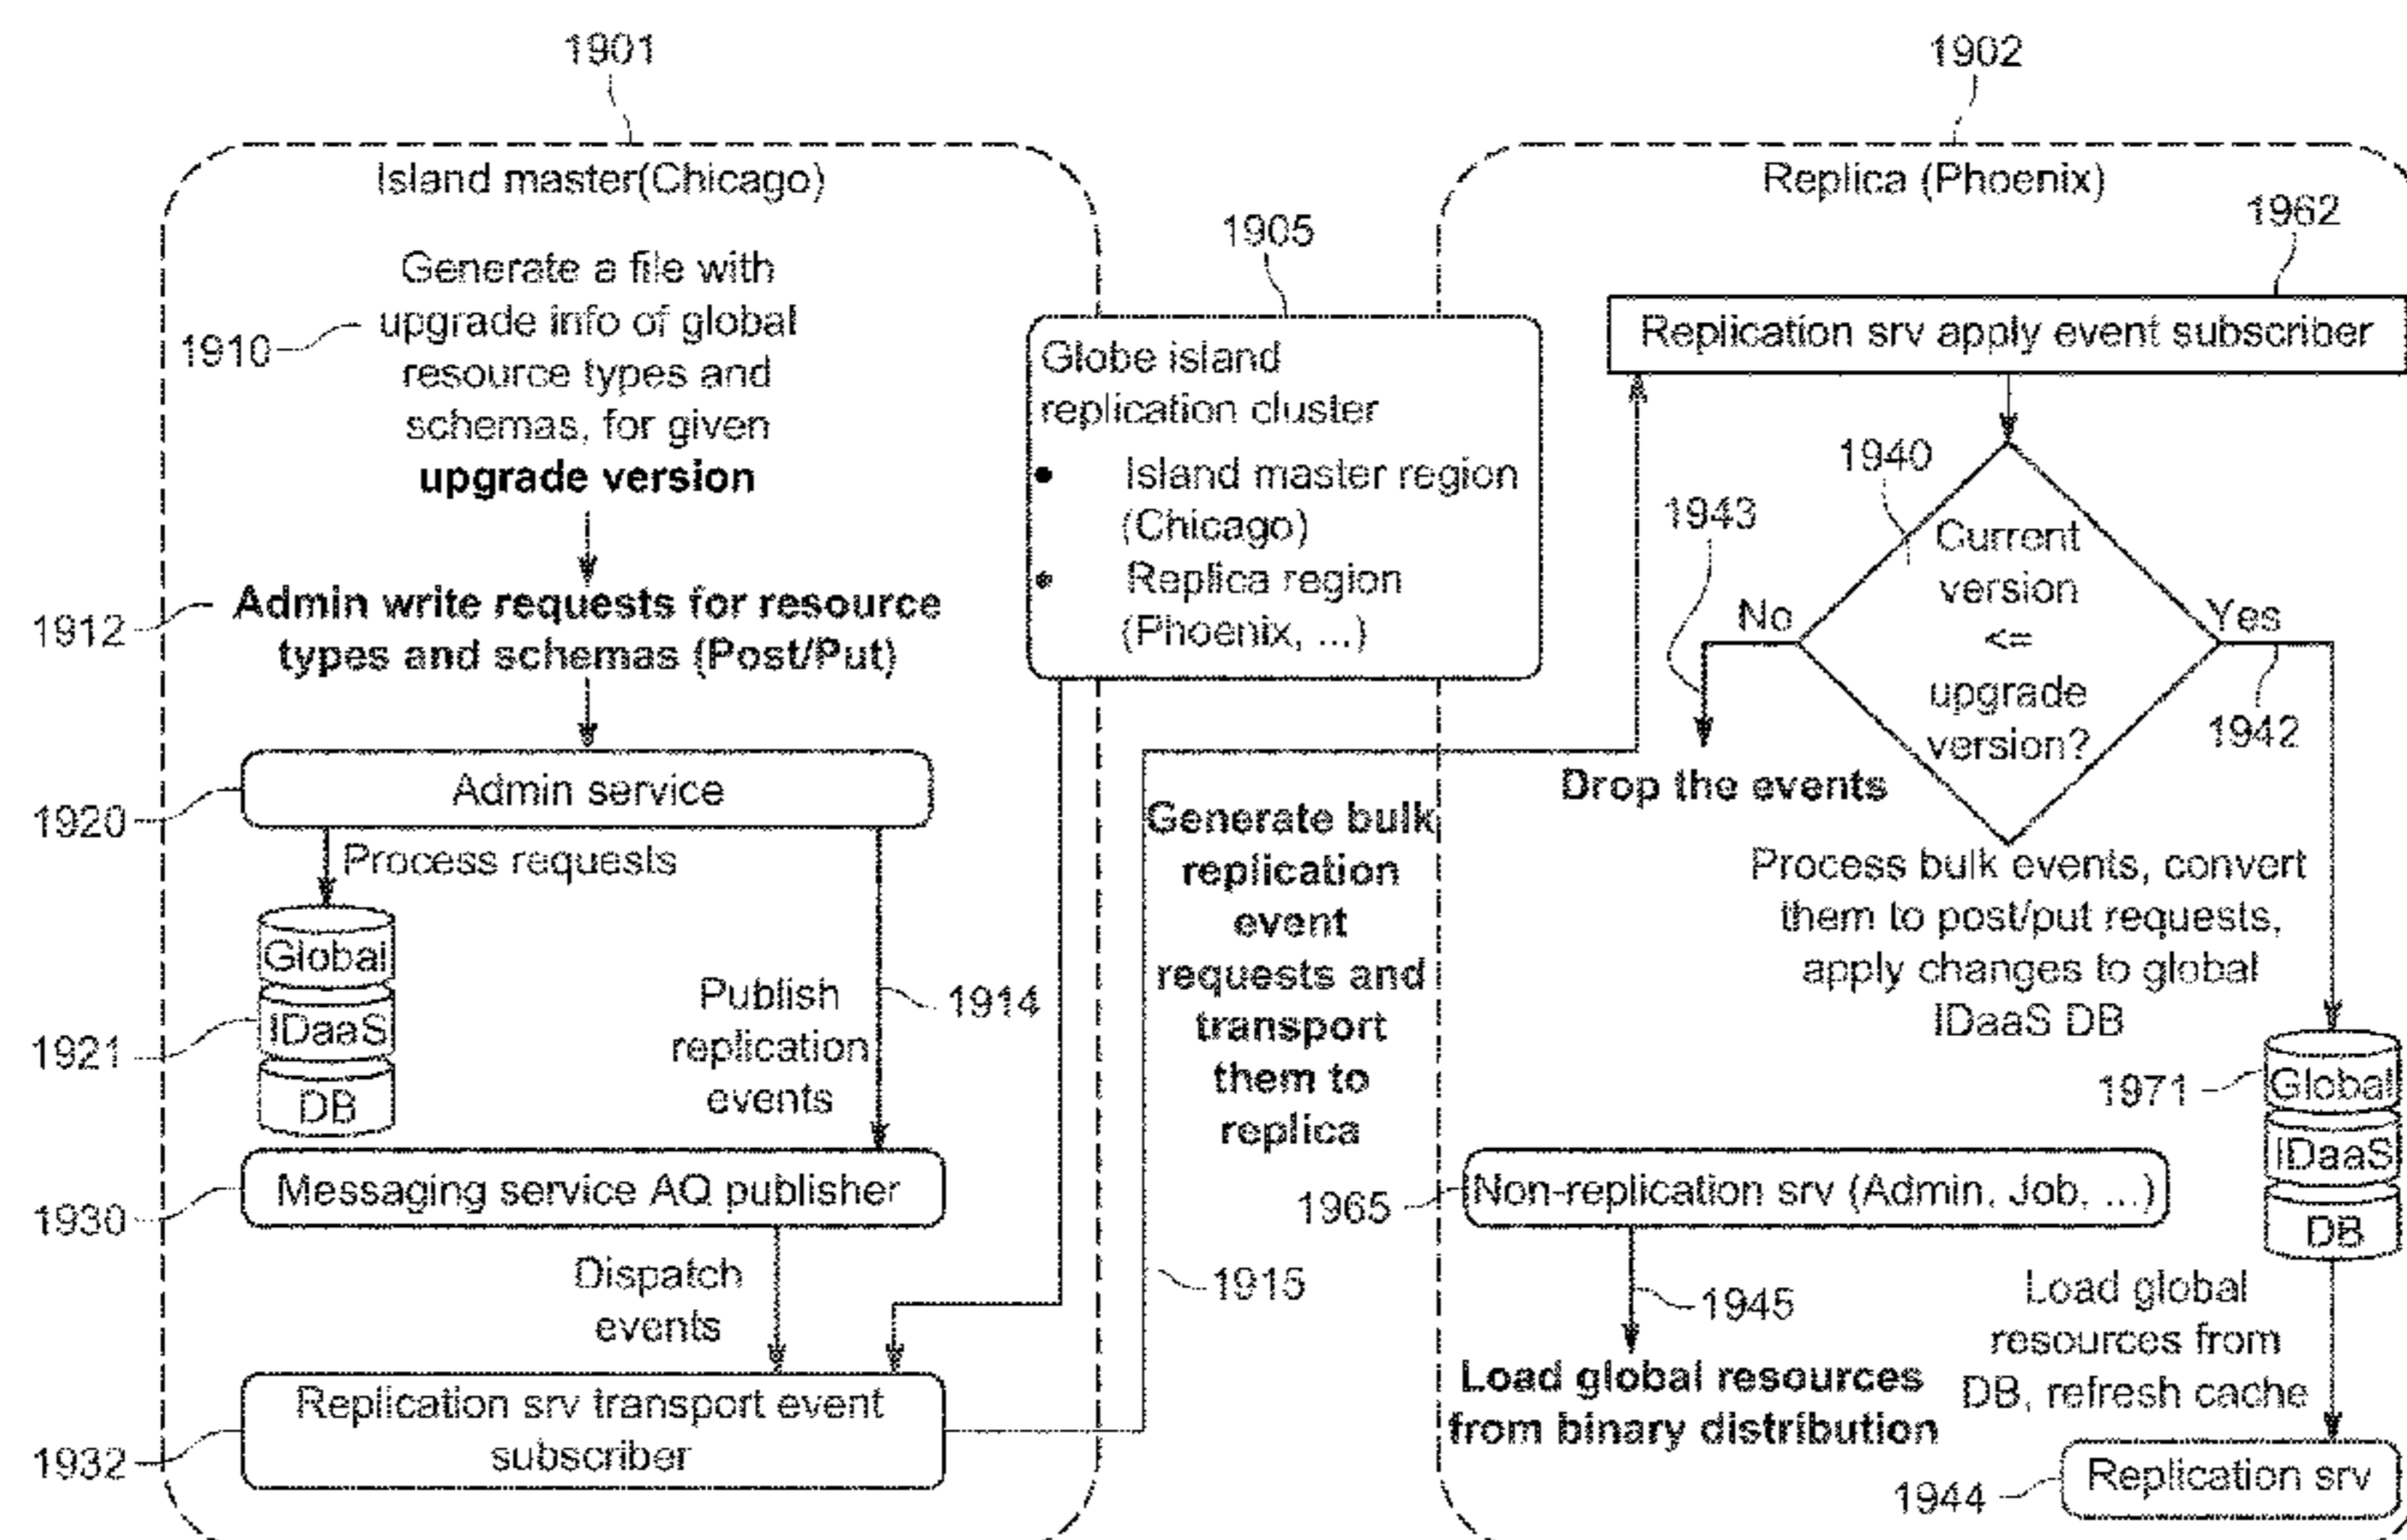 1901
1902
Island master(Chicago)
Replica (Phoenix)
1910
Generate a file with
upgrade info of global
resource types and
schemas, for given
upgrade version
1912
Admin write requests for resource
types and schemas (Post/Put)
1920
Admin service
Process requests
1921
Global
IDaaS
DB
Publish
replication
events
1914
1930
Messaging service AQ publisher
Dispatch
events
1932
Replication srv transport event
subscriber
1905
Globe island
replication cluster
• Island master region
(Chicago)
• Replica region
(Phoenix, ...)
Generate bulk
replication
event
requests and
transport
them to
replica
1915
1962
Replication srv apply event subscriber
1940
Current
version
<=
upgrade
version?
No
1943
Drop the events
Yes
1942
Process bulk events, convert
them to post/put requests,
apply changes to global
IDaaS DB
1971
Global
IDaaS
DB
1965
Non-replication srv (Admin, Job, ...)
1945
Load global resources
from binary distribution
Load global
resources from
DB, refresh cache
1944
Replication srv